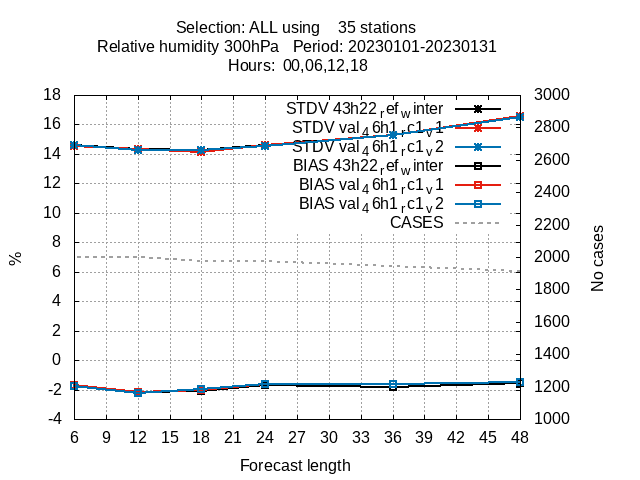 Selection: ALL using    35 stations
Relative humidity 300hPa   Period: 20230101-20230131
Hours:  00,06,12,18
18 3000
16 2800
14 2600
12 2400
10 2200
8 2000
6 1800
4 1600
2 1400
0 1200
-2 1000
-4
STDV 43h22_ref_winter
STDV val_46h1_rc1_v1
STDV val_46h1_rc1_v2
BIAS 43h22_ref_winter
BIAS val_46h1_rc1_v1
BIAS val_46h1_rc1_v2
CASES
%
No cases
6 9 12 15 18 21 24 27 30 33 36 39 42 45 48
Forecast length